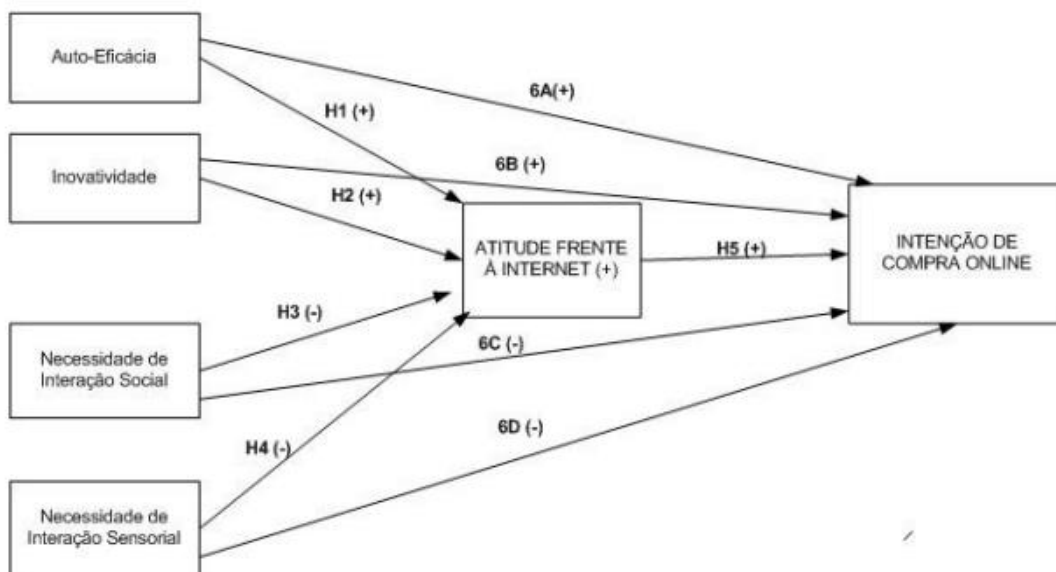 Auto-Eficácia
6A(+)
H1 (+)
Inovatividade
6B (+)
H2 (+)
ATITUDE FRENTE
À INTERNET (+)
H5 (+)
INTENÇÃO DE
COMPRA ONLINE
H3 (-)
Necessidade de
Interação Social
6C (-)
H4 (-)
6D (-)
Necessidade de
Interação Sensorial